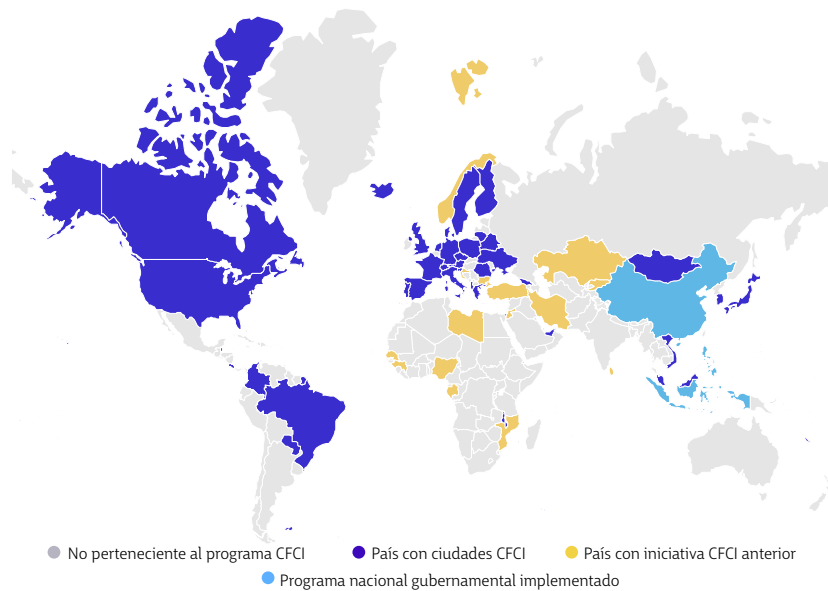 No perteneciente al programa CFCI
País con ciudades CFCI
País con iniciativa CFCI anterior
Programa nacional gubernamental implementado